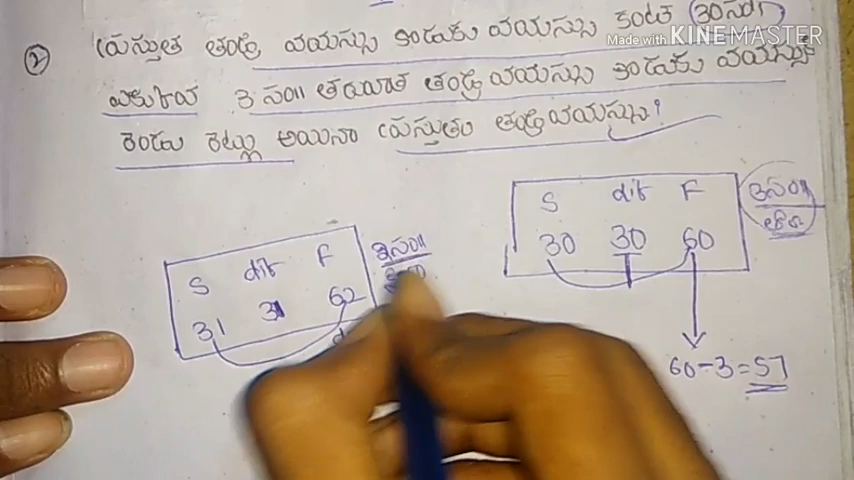 ②
ప్రస్తుత తండ్రి వయస్సు కొడుకు వయస్సు కంటె 30సం॥
Made with KINEMASTER
ఎక్కువ 3 సం॥ తరువాత తండ్రి వయస్సు కొడుకు వయస్సుకి
రెండు రెట్లు అయినా ప్రస్తుతం తండ్రి వయస్సు?
S dif F 3సం॥
30 30 60
S dif F 3సం॥
31 31 62
60-3=57